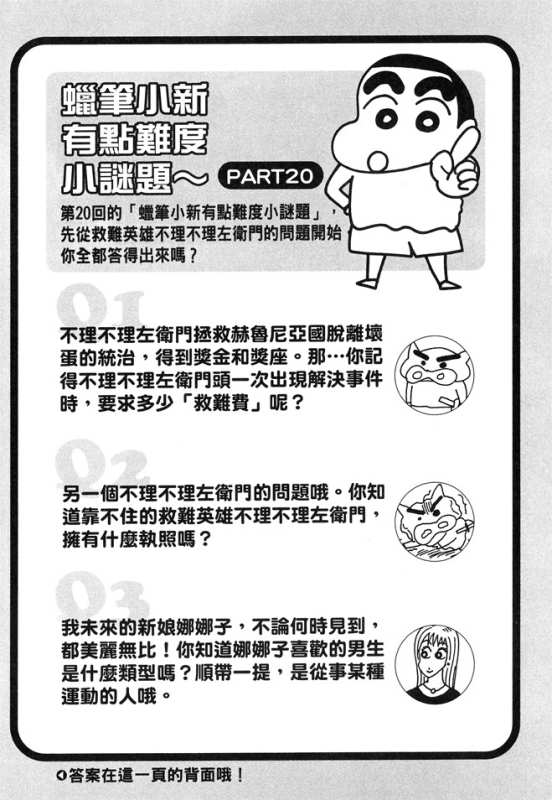 蠟筆小新
有點難度
小謎題～ PART20
第20回的「蠟筆小新有點難度小謎題」，
先從救難英雄不理不理左衛門的問題開始，
你全都答得出來嗎？
01
不理不理左衛門拯救赫魯尼亞國脫離壞
蛋的統治，得到獎金和獎座。那…你記
得不理不理左衛門頭一次出現解決事件
時，要求多少「救難費」呢？
02
另一個不理不理左衛門的問題哦。你知
道靠不住的救難英雄不理不理左衛門，
擁有什麼執照嗎？
03
我未來的新娘娜娜子，不論何時見到，
都美麗無比！你知道娜娜子喜歡的男生
是什麼類型嗎？順帶一提，是從事某種
運動的人哦。
答案在這一頁的背面哦！